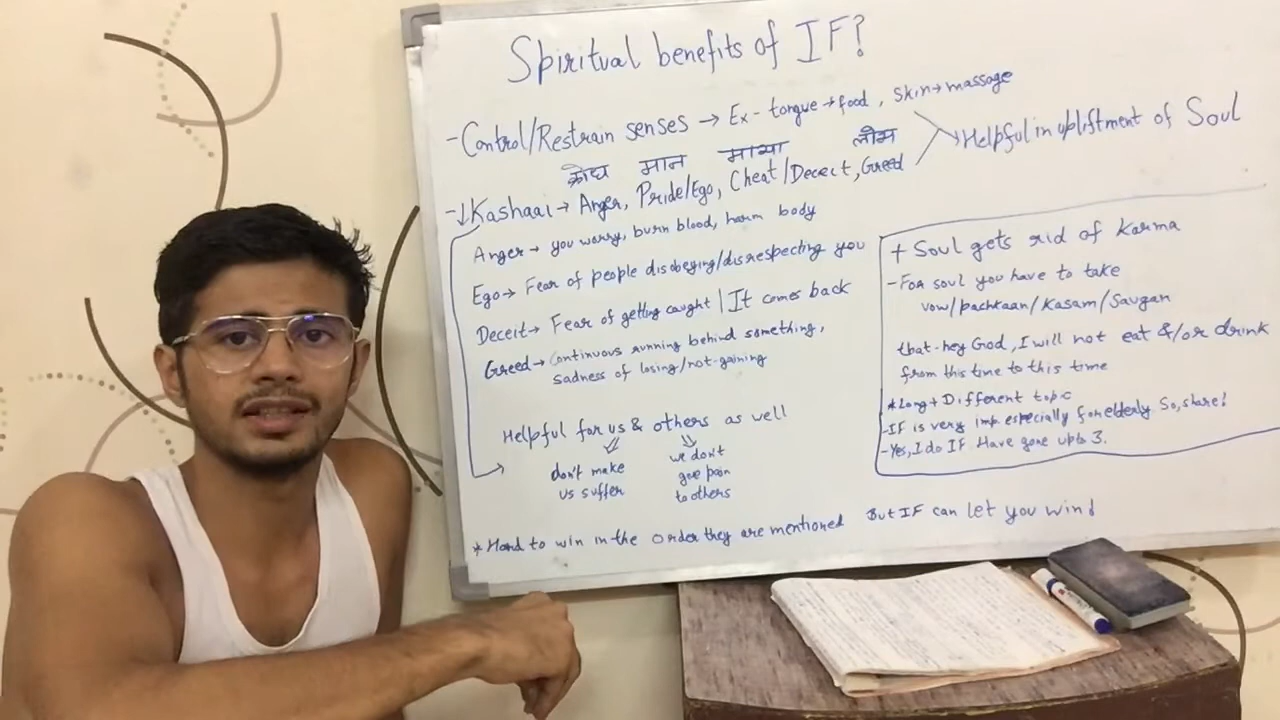 Spiritual benefits of IF?
- Control/Restrain senses → Ex- tongue → food, skin → massage
→ Helpful in upliftment of Soul
क्रोध मान माया लोभ
- ↓ Kashaai → Anger, Pride/Ego, Cheat/Deceit, Greed
Anger → you worry, burn blood, harm body
Ego → Fear of people disobeying/disrespecting you
Deceit → Fear of getting caught | It comes back
Greed → Continuous running behind something,
sadness of losing/not-gaining
Helpful for us & others as well
don't make
us suffer
we don't
give pain
to others
* Hard to win in the order they are mentioned But IF can let you win!
+ Soul gets rid of Karma
- For soul you have to take
vow/pachkaan/Kasam/Saugan
that - hey God, I will not eat &/or drink
from this time to this time
* Long + Different topic
- IF is very imp especially for elderly So, share!
- Yes, I do IF Have gone upto 3.